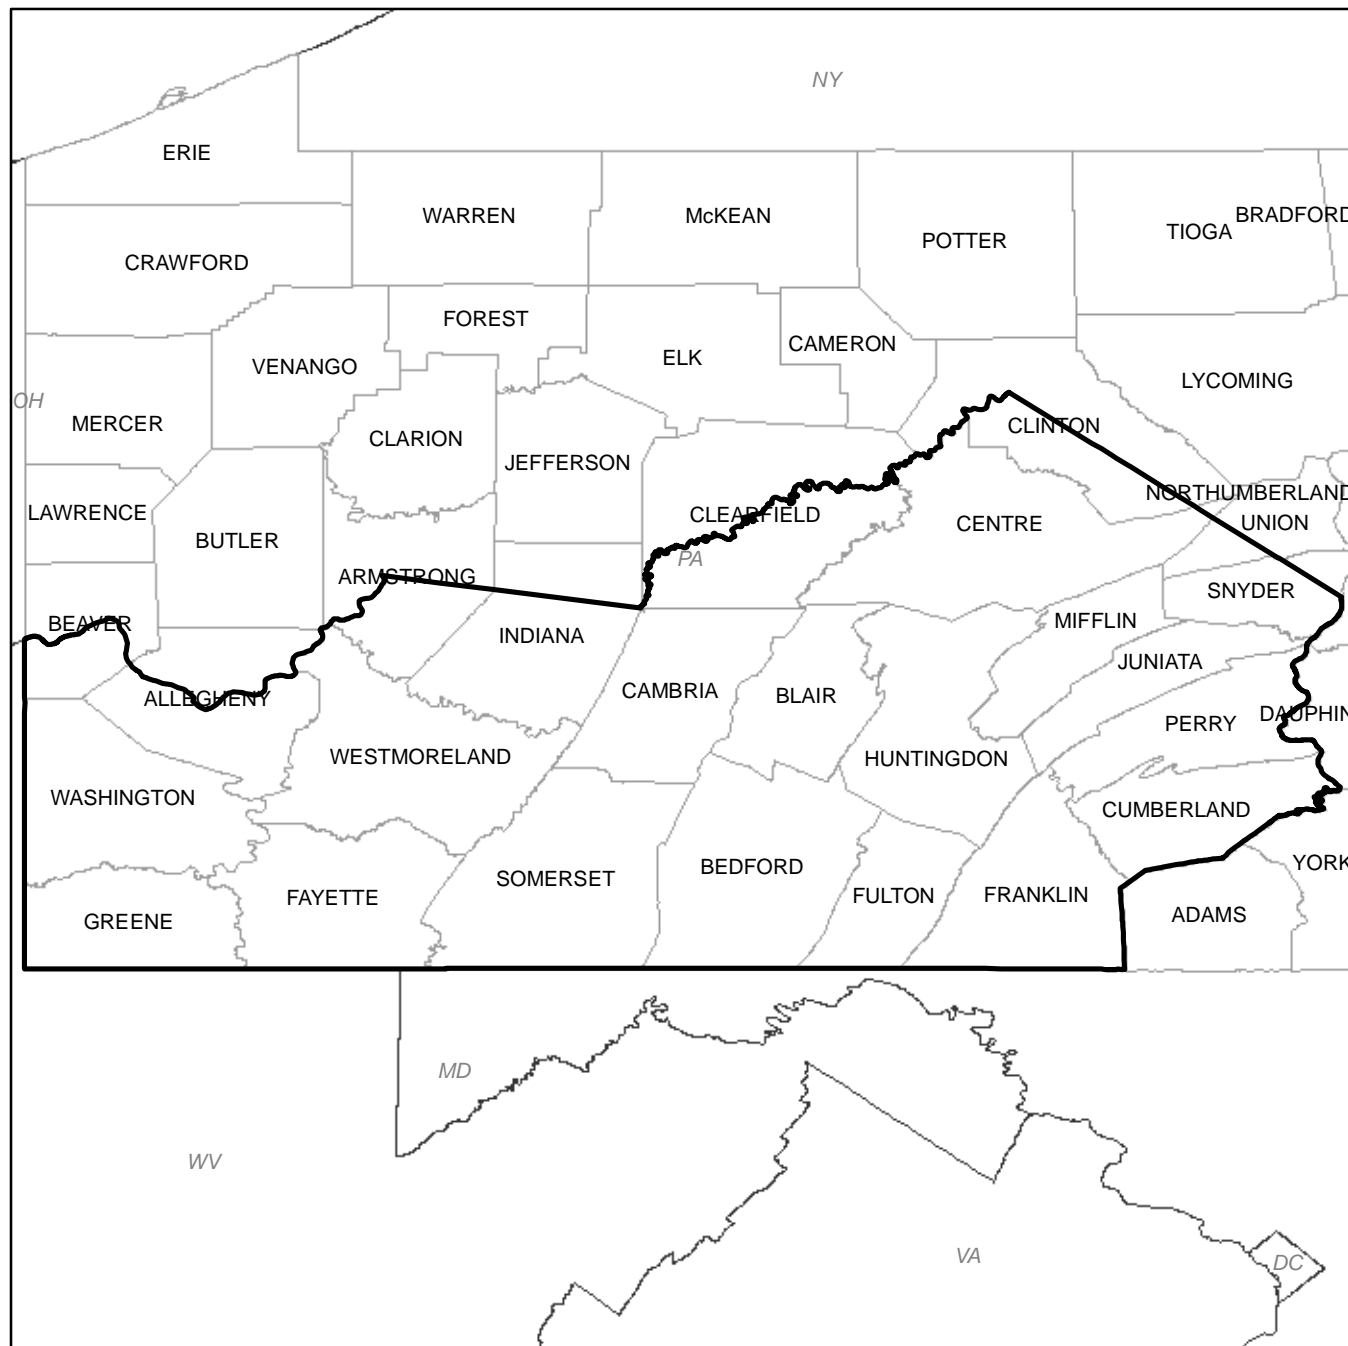 NY
ERIE
WARREN
McKEAN
BRADFORD
TIOGA
POTTER
CRAWFORD
FOREST
CAMERON
ELK
VENANGO
LYCOMING
OH
MERCER
CLINTON
CLARION
JEFFERSON
NORTHUMBERLAND
LAWRENCE
CLEARFIELD
CENTRE
UNION
BUTLER
PA
ARMSTRONG
SNYDER
BEAVER
INDIANA
MIFFLIN
JUNIATA
CAMBRIA
BLAIR
ALLEGHENY
DAUPHIN
PERRY
WESTMORELAND
HUNTINGDON
WASHINGTON
CUMBERLAND
YORK
BEDFORD
SOMERSET
FAYETTE
FULTON
FRANKLIN
ADAMS
GREENE
MD
WV
VA
DC